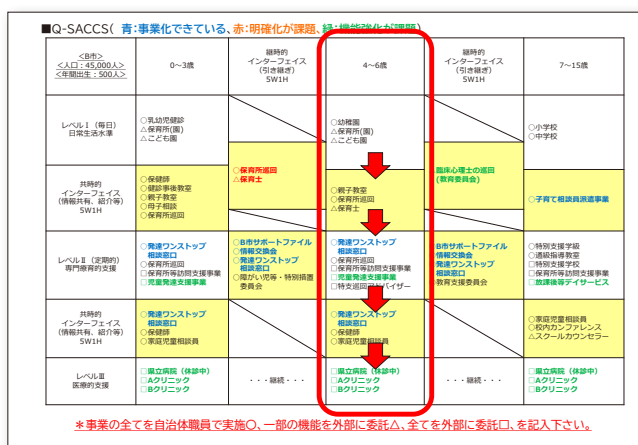 ■Q-SACCS( 青:事業化できている、赤:明確化が課題、緑:機能強化が課題)
<B市>
<人口:45,000人>
<年間出生:500人>
0～3歳
継時的
インターフェイス
(引き継ぎ)
5W1H
4～6歳
継時的
インターフェイス
(引き継ぎ)
5W1H
7～15歳
レベルⅠ(毎日)
日常生活水準
○乳幼児健診
△保育所(園)
△こども園
○幼稚園
△保育所(園)
△こども園
○小学校
○中学校
共時的
インターフェイス
(情報共有、紹介等)
5W1H
○保健師
○健診事後教室
○親子教室
○母子相談
○保育所巡回
○保育所巡回
△保育士
○親子教室
○保育所巡回
△保育士
臨床心理士の巡回
(教育委員会)
○子育て相談員派遣事業
レベルⅡ(定期的)
専門療育的支援
○発達ワンストップ
相談窓口
○保育所巡回
□保育所等訪問支援事業
□児童発達支援事業
○B市サポートファイル
○情報交換会
○発達ワンストップ
相談窓口
○障がい児等・特別措置
委員会
○発達ワンストップ
相談窓口
○保育所巡回
□保育所等訪問支援事業
□児童発達支援事業
□特支巡回アドバイザー
B市サポートファイル
情報交換会
発達ワンストップ
相談窓口
○教育支援委員会
○特別支援学級
○通級指導教室
□特別支援学校
□保育所等訪問支援事業
□放課後等デイサービス
共時的
インターフェイス
(情報共有、紹介等)
5W1H
○発達ワンストップ
相談窓口
○保健師
○家庭児童相談員
○発達ワンストップ
相談窓口
○保健師
○家庭児童相談員
○家庭児童相談員
○校内カンファレンス
△スクールカウンセラー
レベルⅢ
医療的支援
□県立病院(休診中)
□Aクリニック
□Bクリニック
・・・継続・・・
□県立病院(休診中)
□Aクリニック
□Bクリニック
・・・継続・・・
□県立病院(休診中)
□Aクリニック
□Bクリニック
＊事業の全てを自治体職員で実施〇、一部の機能を外部に委託△、全てを外部に委託□、を記入下さい。